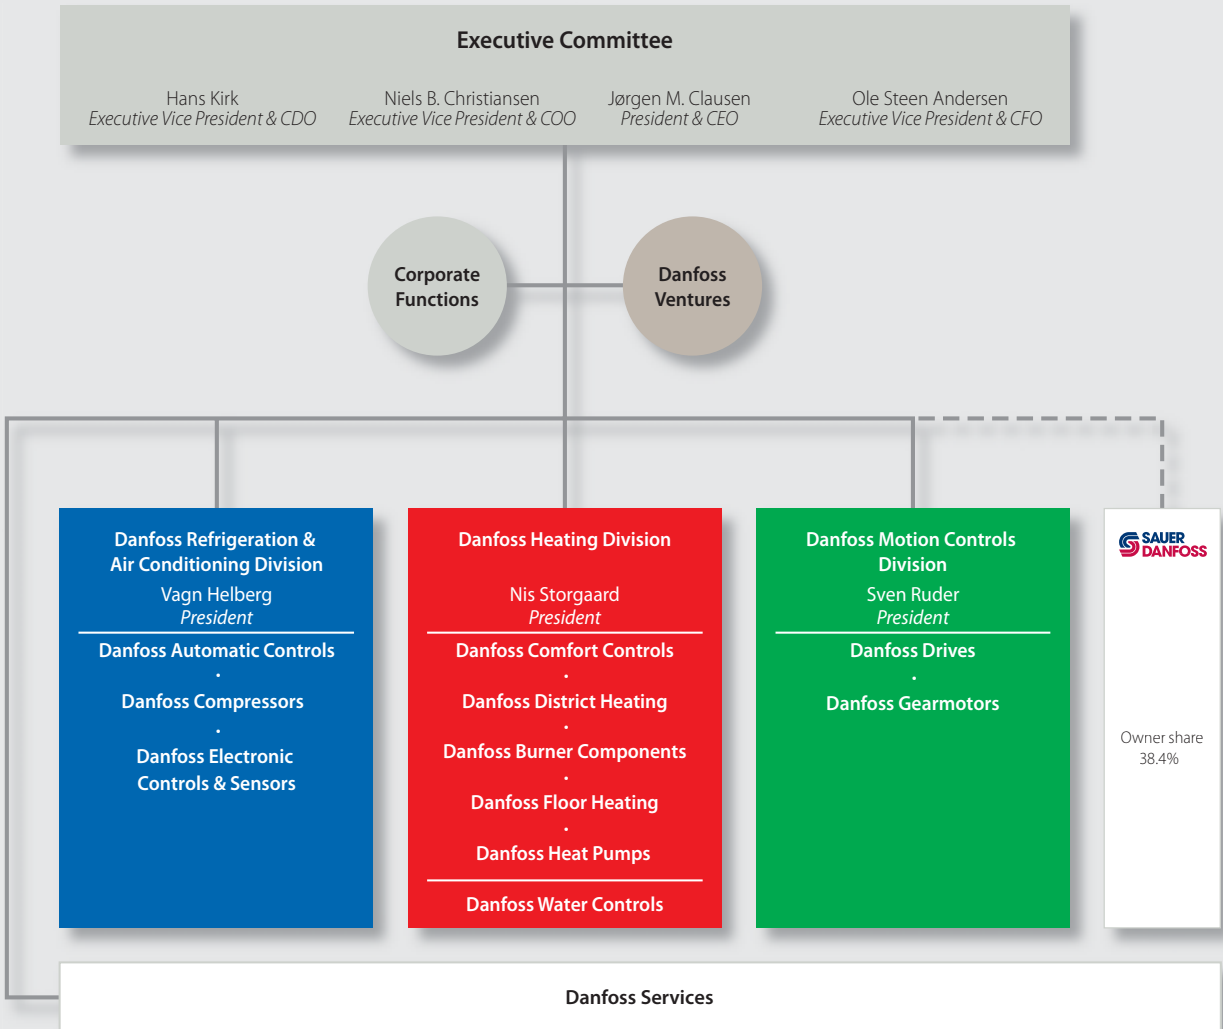 Executive Committee
Hans Kirk
Executive Vice President & CDO
Niels B. Christiansen
Executive Vice President & COO
Jørgen M. Clausen
President & CEO
Ole Steen Andersen
Executive Vice President & CFO
Corporate
Functions
Danfoss
Ventures
Danfoss Refrigeration &
Air Conditioning Division
Vagn Helberg
President
Danfoss Automatic Controls
·
Danfoss Compressors
·
Danfoss Electronic
Controls & Sensors
Danfoss Heating Division
Nis Storgaard
President
Danfoss Comfort Controls
·
Danfoss District Heating
·
Danfoss Burner Components
·
Danfoss Floor Heating
·
Danfoss Heat Pumps
Danfoss Water Controls
Danfoss Motion Controls
Division
Sven Ruder
President
Danfoss Drives
·
Danfoss Gearmotors
SAUER
DANFOSS
Owner share
38.4%
Danfoss Services